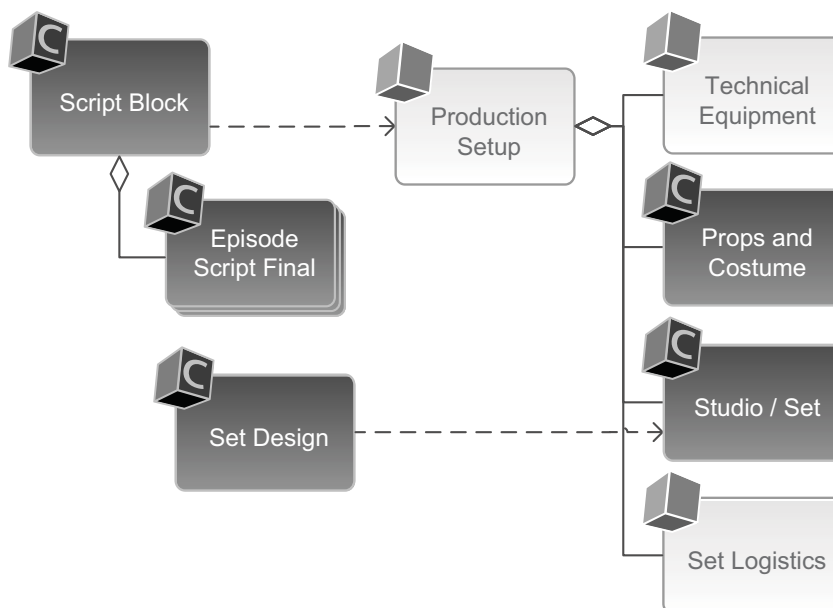 C
Script Block
C
Episode
Script Final
C
Set Design
Production
Setup
Technical
Equipment
C
Props and
Costume
C
Studio / Set
Set Logistics